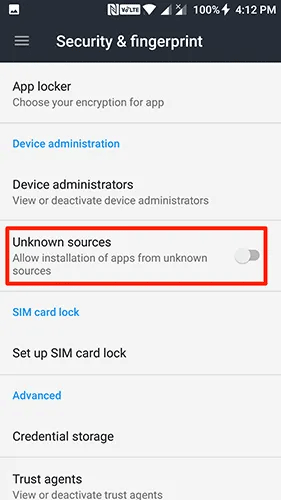 N VoLTE 100% 4:12 PM
Security & fingerprint
App locker
Choose your encryption for app
Device administration
Device administrators
View or deactivate device administrators
Unknown sources
Allow installation of apps from unknown
sources
SIM card lock
Set up SIM card lock
Advanced
Credential storage
Trust agents
View or deactivate trust agents